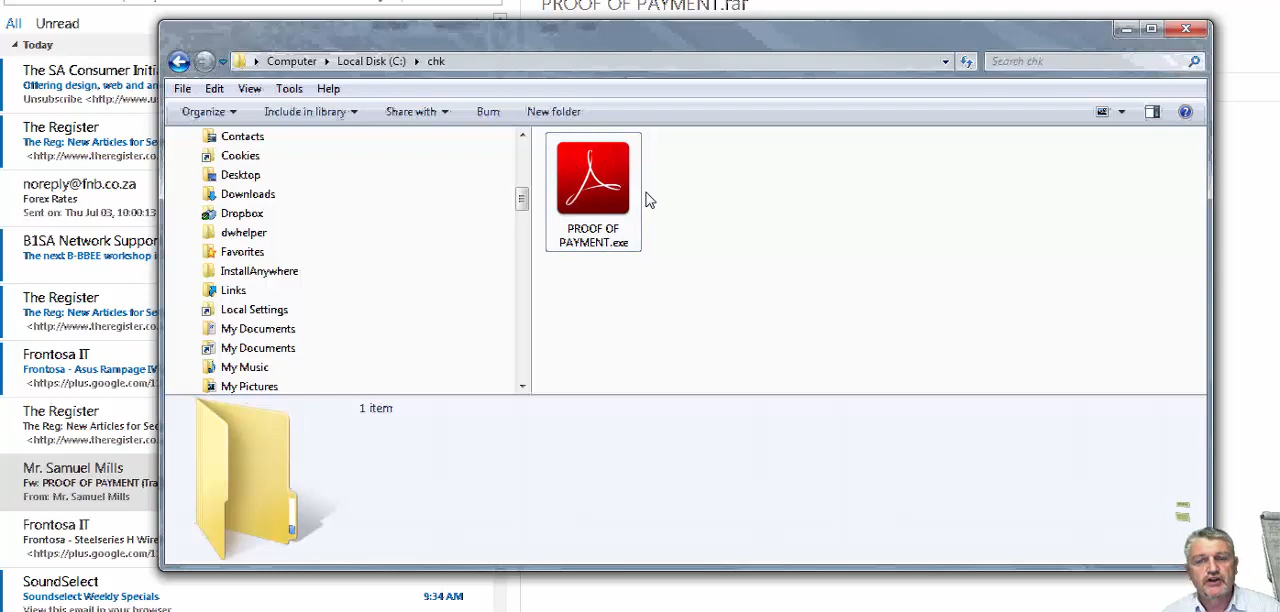 PROOF OF PAYMENT.rar
All Unread
Today
The SA Consumer Initi
Offering design, web and an
Unsubscribe <http://www.
The Register
The Reg: New Articles for Se
<http://www.theregister.co.
noreply@fnb.co.za
Forex Rates
Sent on: Thu Jul 03, 10:00:13
B1SA Network Suppor
The next B-BBEE workshop i
The Register
The Reg: New Articles for Sec
<http://www.theregister.co.
Frontosa IT
Frontosa - Asus Rampage IV
<https://plus.google.com/1
The Register
The Reg: New Articles for Sec
<http://www.theregister.co.
Mr. Samuel Mills
Fw: PROOF OF PAYMENT (Tra
From: Mr. Samuel Mills
Frontosa IT
Frontosa - Steelseries H Wire
<https://plus.google.com/1
SoundSelect
Soundselect Weekly Specials 9:34 AM
View this email in your browser
Computer Local Disk (C:) chk
Search chk
File Edit View Tools Help
Organize Include in library Share with Burn New folder
Contacts
Cookies
Desktop
Downloads
Dropbox
dwhelper
Favorites
InstallAnywhere
Links
Local Settings
My Documents
My Documents
My Music
My Pictures
PROOF OF
PAYMENT.exe
1 item